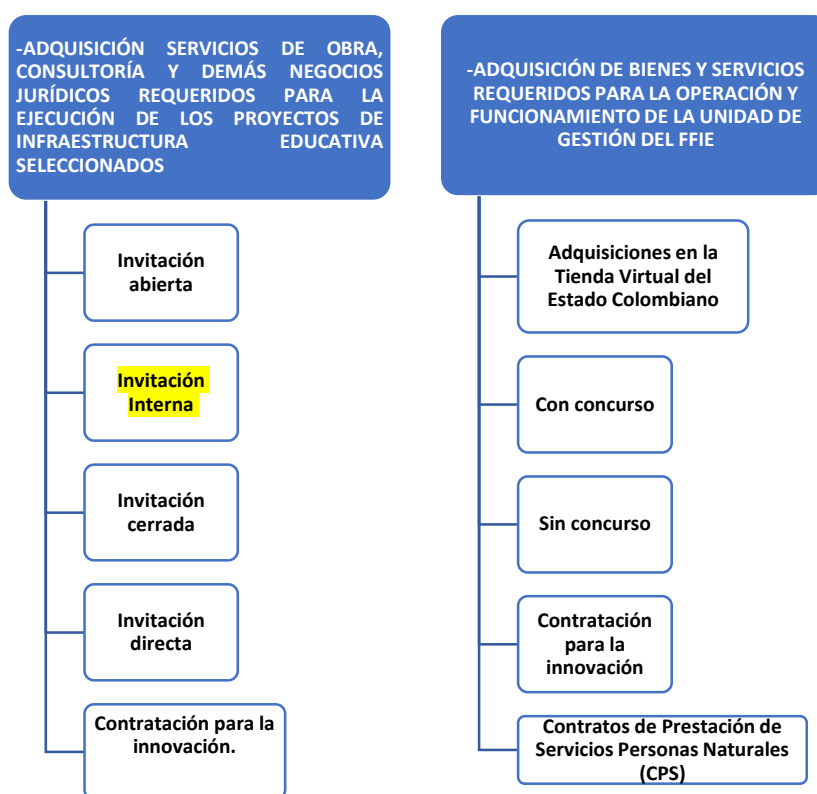 -ADQUISICIÓN SERVICIOS DE OBRA,
CONSULTORÍA Y DEMÁS NEGOCIOS
JURÍDICOS REQUERIDOS PARA LA
EJECUCIÓN DE LOS PROYECTOS DE
INFRAESTRUCTURA EDUCATIVA
SELECCIONADOS
Invitación
abierta
Invitación
Interna
Invitación
cerrada
Invitación
directa
Contratación para la
innovación.
-ADQUISICIÓN DE BIENES Y SERVICIOS
REQUERIDOS PARA LA OPERACIÓN Y
FUNCIONAMIENTO DE LA UNIDAD DE
GESTIÓN DEL FFIE
Adquisiciones en la
Tienda Virtual del
Estado Colombiano
Con concurso
Sin concurso
Contratación
para la
innovación
Contratos de Prestación de
Servicios Personas Naturales
(CPS)